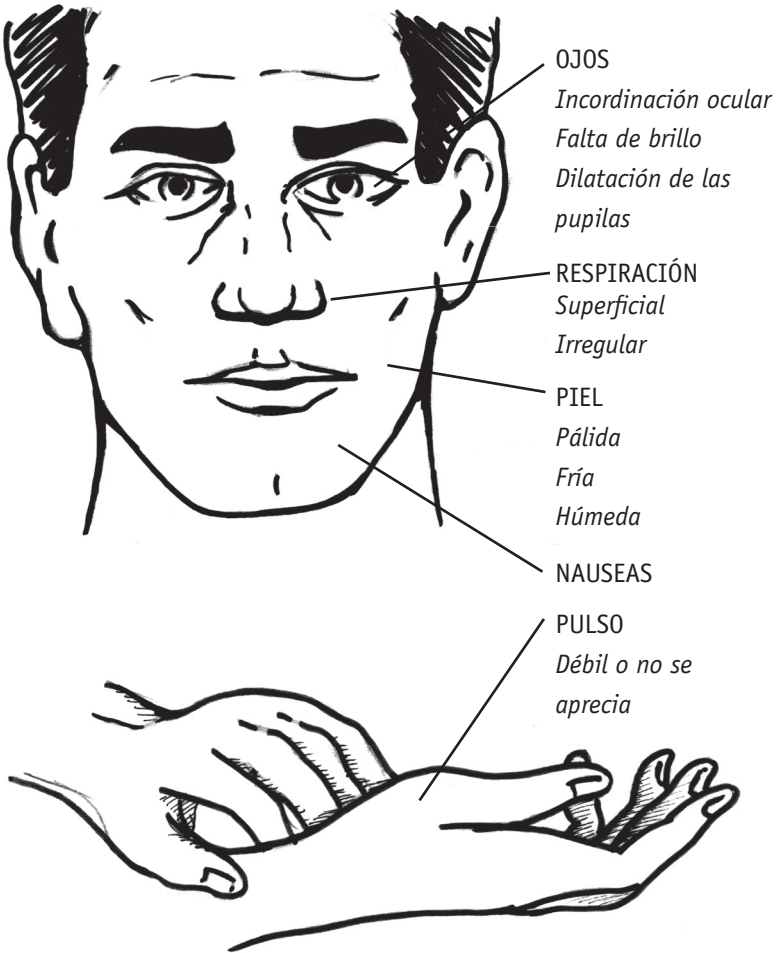 OJOS
Incordinación ocular
Falta de brillo
Dilatación de las
pupilas
RESPIRACIÓN
Superficial
Irregular
PIEL
Pálida
Fría
Húmeda
NAUSEAS
PULSO
Débil o no se
aprecia